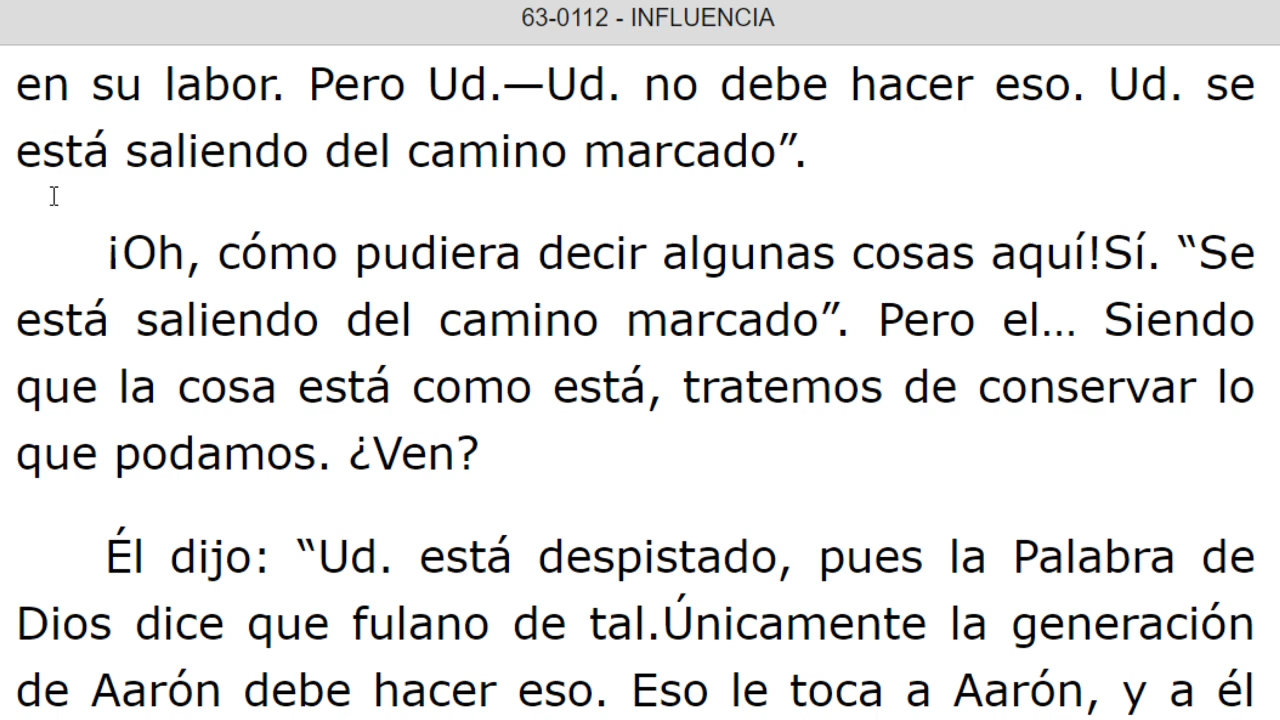 63-0112 - INFLUENCIA
en su labor. Pero Ud.—Ud. no debe hacer eso. Ud. se
está saliendo del camino marcado”.
¡Oh, cómo pudiera decir algunas cosas aquí!Sí. “Se
está saliendo del camino marcado”. Pero el... Siendo
que la cosa está como está, tratemos de conservar lo
que podamos. ¿Ven?
Él dijo: “Ud. está despistado, pues la Palabra de
Dios dice que fulano de tal.Únicamente la generación
de Aarón debe hacer eso. Eso le toca a Aarón, y a él